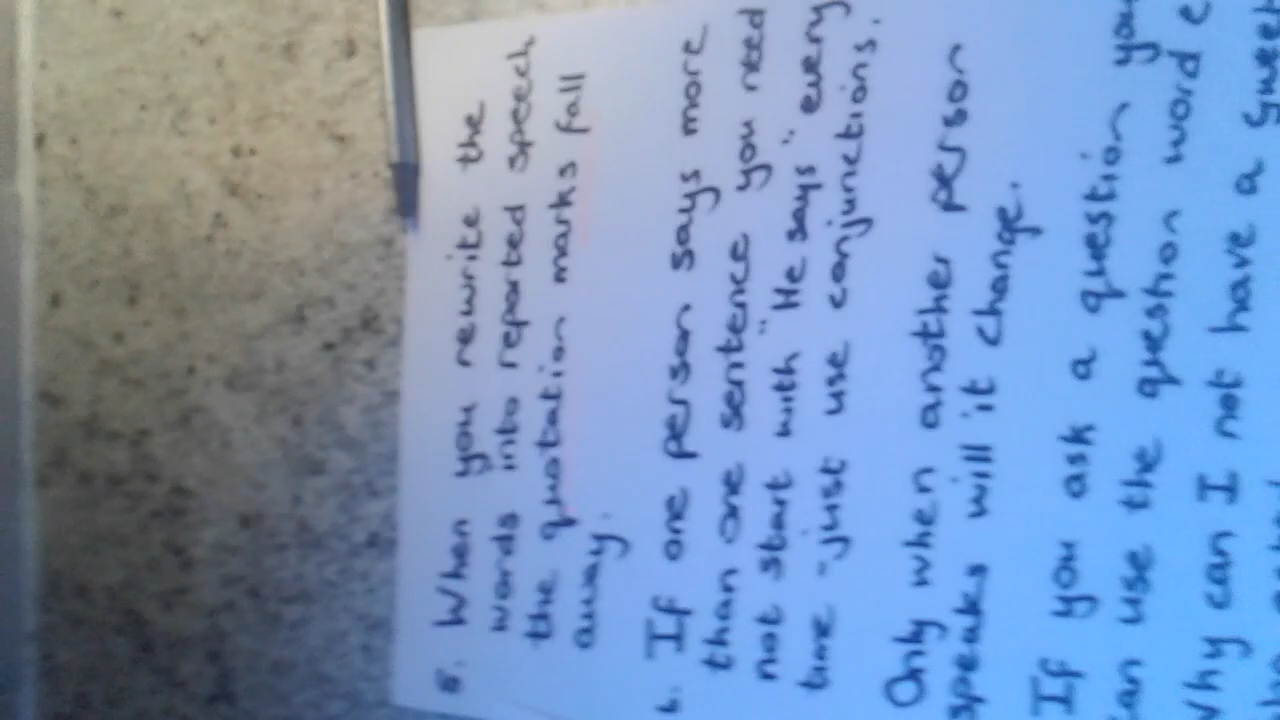 5. When you rewrite the
words into reported speech
the quotation marks fall
away.
6. If one person says more
than one sentence you need
not start with "He says" every
time - just use conjunctions.
Only when another person
speaks will it change.
If you ask a question you
can use the question word
Why can I not have a sweet